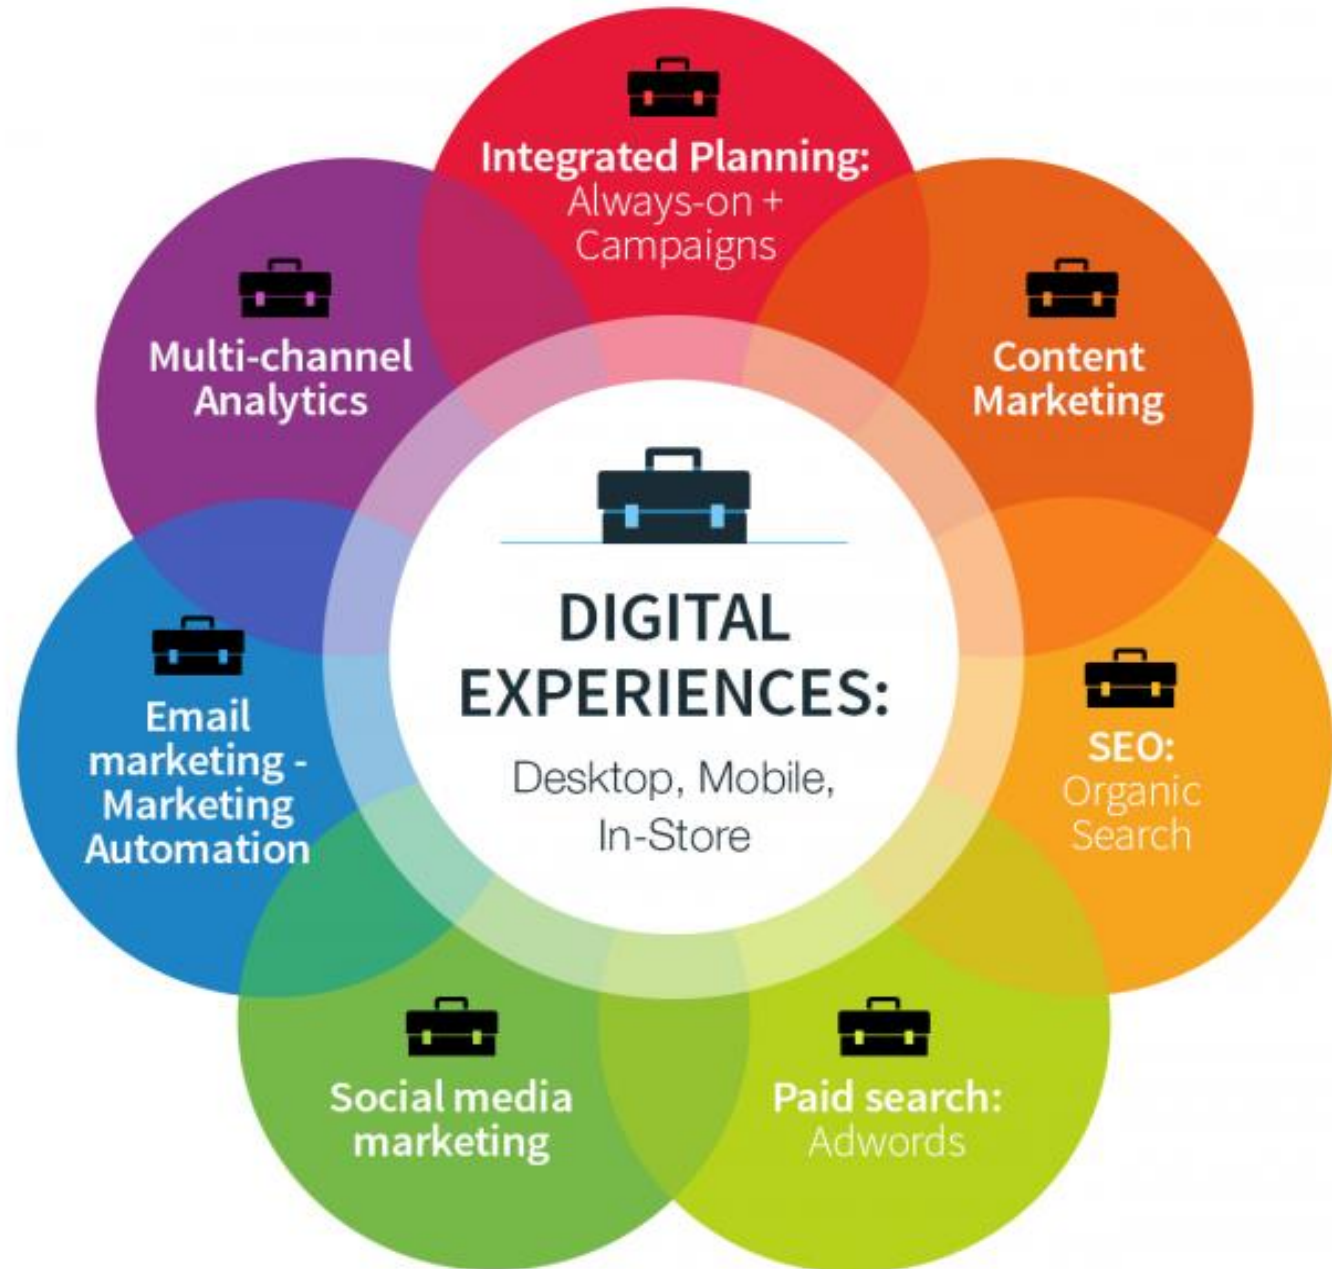 Integrated Planning:
Always-on +
Campaigns
Content
Marketing
SEO:
Organic
Search
Paid search:
Adwords
Social media
marketing
Email
marketing -
Marketing
Automation
Multi-channel
Analytics
DIGITAL
EXPERIENCES:
Desktop, Mobile,
In-Store